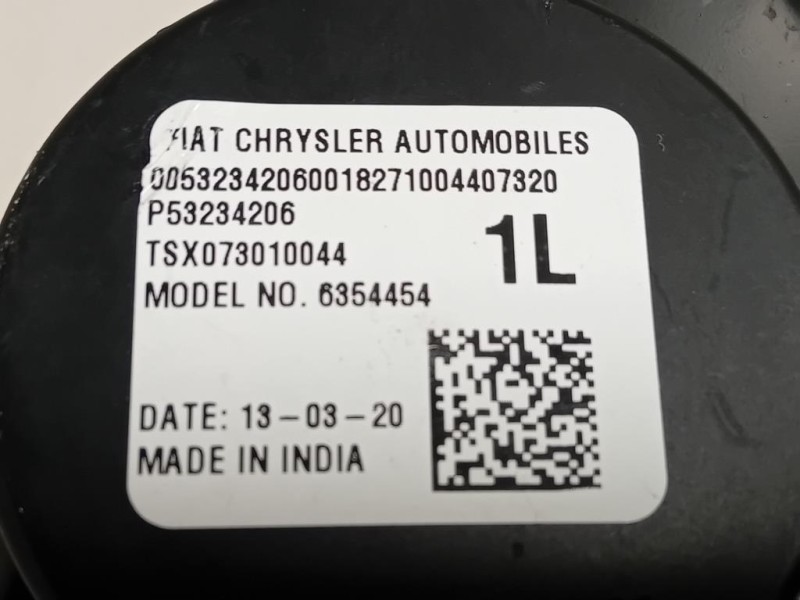 FIAT CHRYSLER AUTOMOBILES
00532342060018271004407320
P53234206
TSX073010044
1L
MODEL NO. 6354454
DATE: 13-03-20
MADE IN INDIA